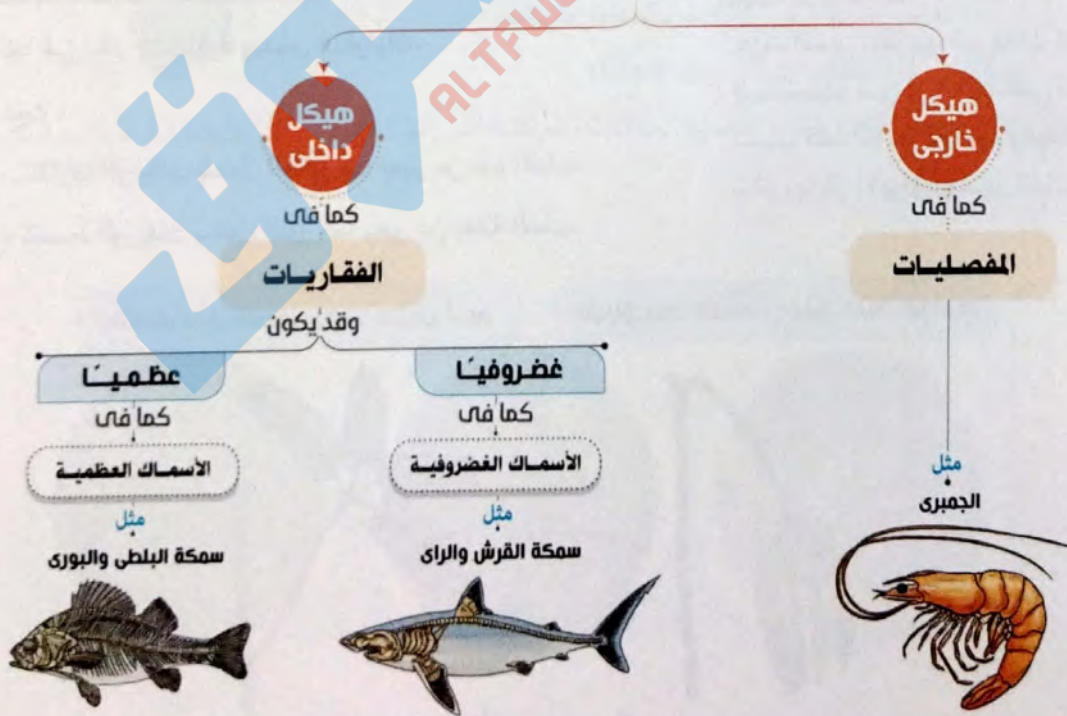 هيكل
خارجى
كما فى
المفصليات
مثل
الجمبرى
هيكل
داخلى
كما فى
الفقاريات
وقد يكون
غضروفيًا
كما فى
الأسماك الغضروفية
مثل
سمكة القرش والراى
عظميًا
كما فى
الأسماك العظمية
مثل
سمكة البلطى والبورى